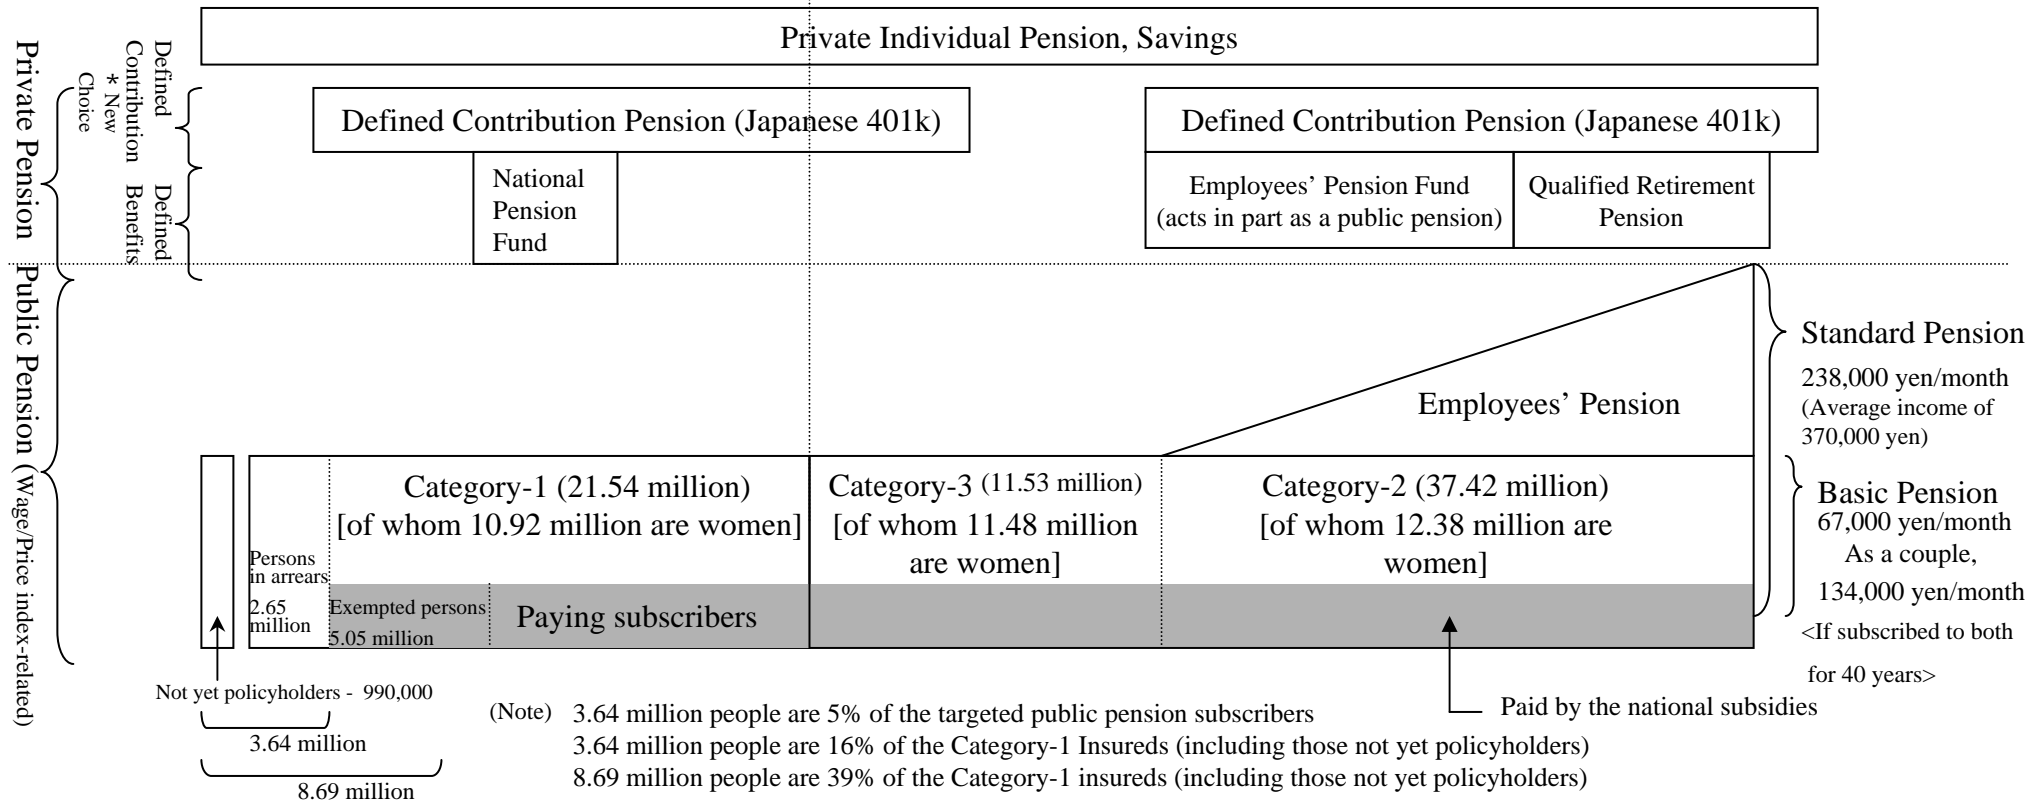 Private Individual Pension, Savings
Private Pension
Defined
Contribution
* New
Choice
Defined
Benefits
Defined Contribution Pension (Japanese 401k)
Defined Contribution Pension (Japanese 401k)
National
Pension
Fund
Employees' Pension Fund
(acts in part as a public pension)
Qualified Retirement
Pension
Public Pension (Wage/Price index-related)
Employees' Pension
Standard Pension
238,000 yen/month
(Average income of
370,000 yen)
Category-1 (21.54 million)
[of whom 10.92 million are women]
Category-3 (11.53 million)
[of whom 11.48 million
are women]
Category-2 (37.42 million)
[of whom 12.38 million are
women]
Basic Pension
67,000 yen/month
As a couple,
134,000 yen/month
<If subscribed to both
for 40 years>
Persons
in arrears
2.65
million
Exempted persons
5.05 million
Paying subscribers
Not yet policyholders - 990,000
3.64 million
8.69 million
Paid by the national subsidies
(Note) 3.64 million people are 5% of the targeted public pension subscribers
3.64 million people are 16% of the Category-1 Insureds (including those not yet policyholders)
8.69 million people are 39% of the Category-1 insureds (including those not yet policyholders)